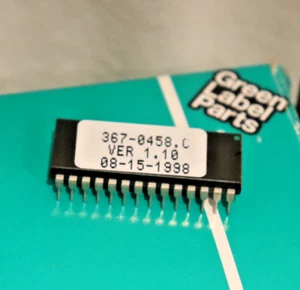 Green
Label
Parts
367-0458.C
VER 1.10
08-15-1998